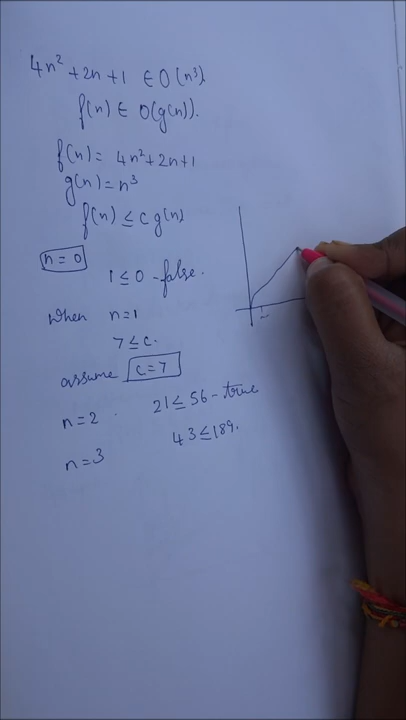 4n² + 2n + 1 ∈ O(n³)
f(n) ∈ O(g(n)).
f(n) = 4n² + 2n + 1
g(n) = n³
f(n) ≤ c g(n)
n = 0
1 ≤ 0 - false.
when n = 1
7 ≤ c.
assume c = 7
n = 2 21 ≤ 56 - true
n = 3 43 ≤ 189.